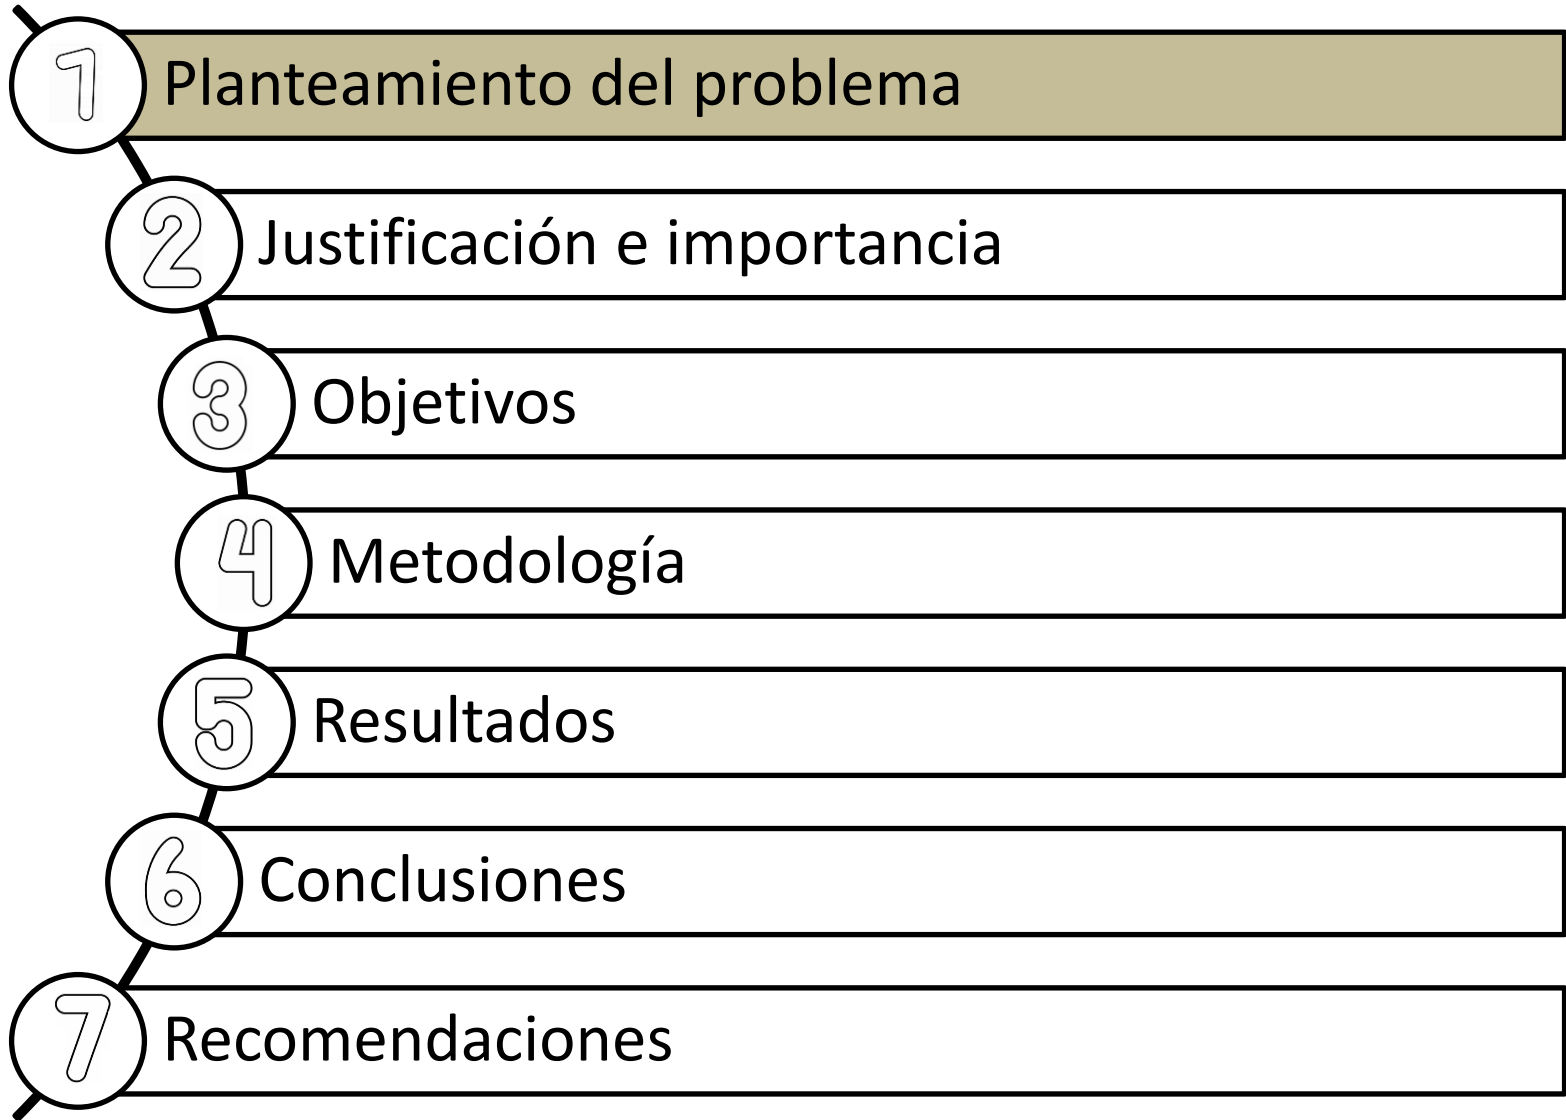 1 Planteamiento del problema
2 Justificación e importancia
3 Objetivos
4 Metodología
5 Resultados
6 Conclusiones
7 Recomendaciones